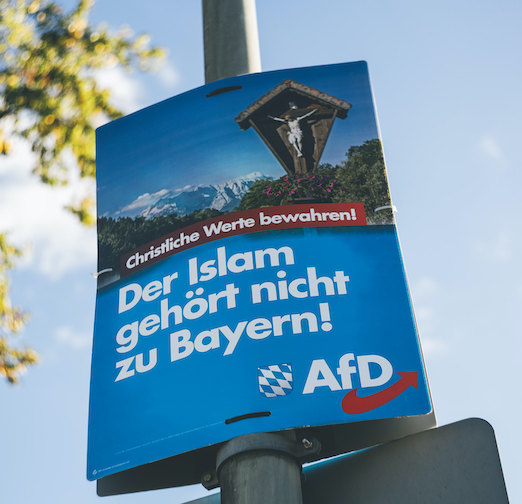 Christliche Werte bewahren!
Der Islam
gehört nicht
zu Bayern!
AfD